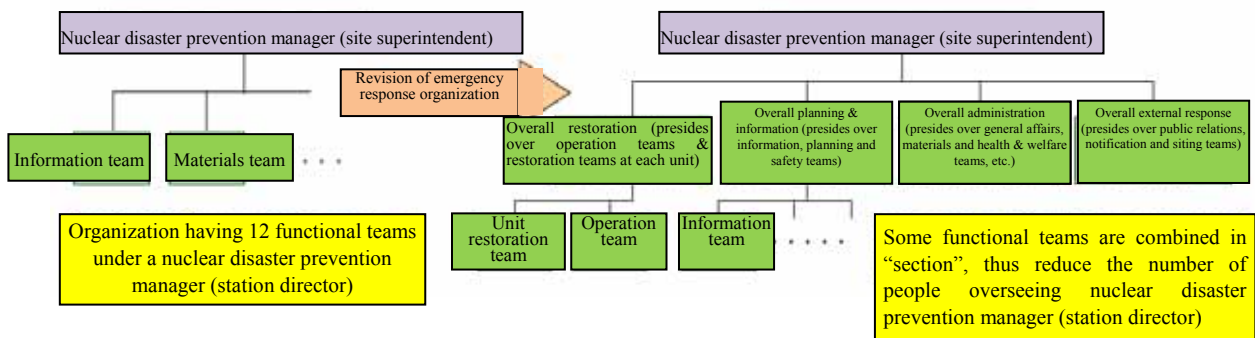 Nuclear disaster prevention manager (site superintendent)
Nuclear disaster prevention manager (site superintendent)
Revision of emergency
response organization
Information team
Materials team
Overall restoration (presides
over operation teams &
restoration teams at each unit)
Overall planning &
information (presides over
information, planning and
safety teams)
Overall administration
(presides over general affairs,
materials and health & welfare
teams, etc.)
Overall external response
(presides over public relations,
notification and siting teams)
Unit
restoration
team
Operation
team
Information
team
Organization having 12 functional teams
under a nuclear disaster prevention
manager (station director)
Some functional teams are combined in
“section”, thus reduce the number of
people overseeing nuclear disaster
prevention manager (station director)